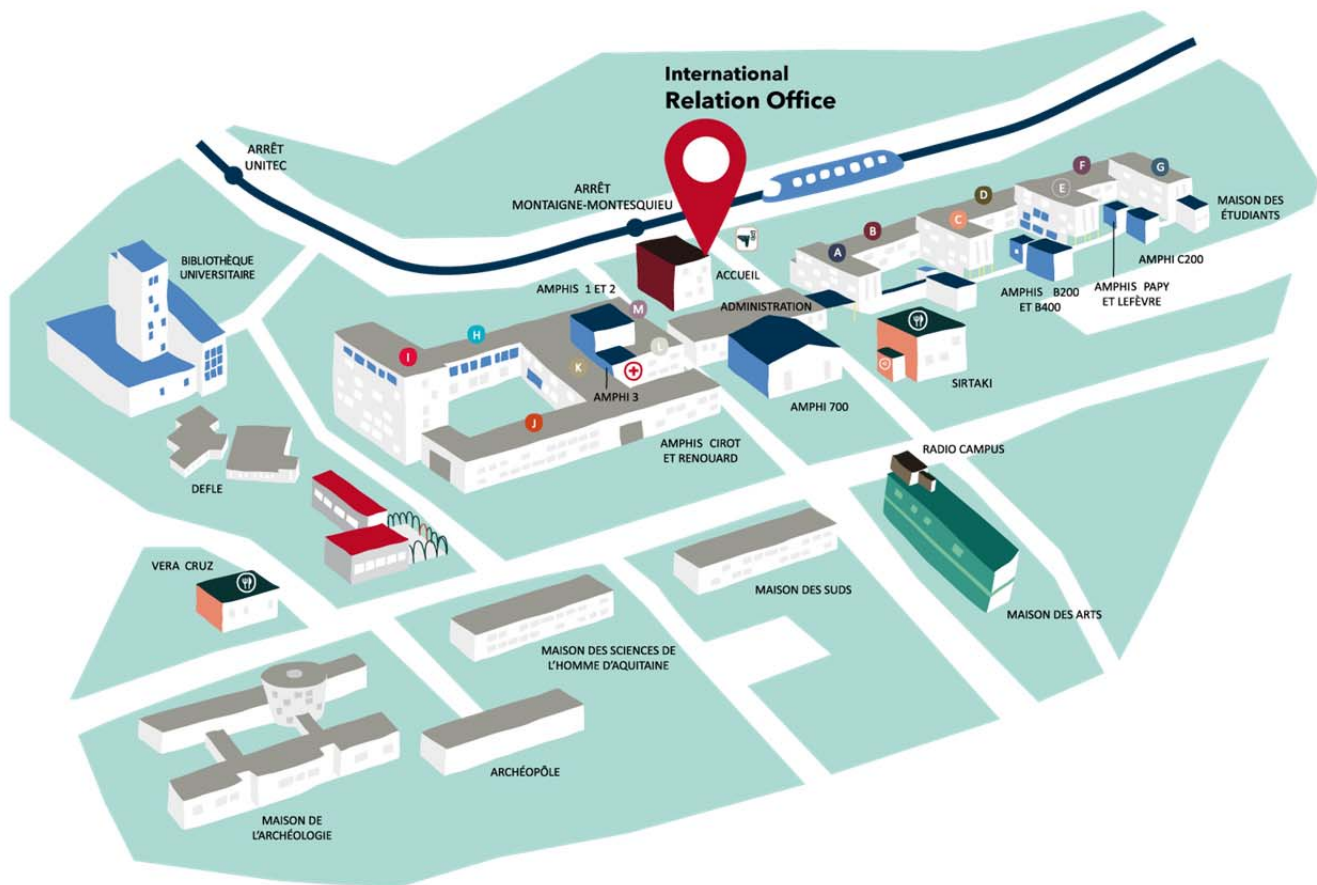 International
Relation Office
ARRÊT
UNITEC
ARRÊT
MONTAIGNE-MONTESQUIEU
BIBLIOTHÈQUE
UNIVERSITAIRE
ACCUEIL
AMPHIS 1 ET 2
ADMINISTRATION
A
B
C
D
E
F
G
MAISON DES
ÉTUDIANTS
AMPHI C200
AMPHIS PAPY
ET LEFÈVRE
AMPHIS B200
ET B400
M
H
I
L
K
J
AMPHI 3
AMPHI 700
SIRTAKI
AMPHIS CIROT
ET RENOUARD
RADIO CAMPUS
DEFLE
VERA CRUZ
MAISON DES SUDS
MAISON DES ARTS
MAISON DES SCIENCES DE
L'HOMME D'AQUITAINE
ARCHÉOPÔLE
MAISON DE
L'ARCHÉOLOGIE